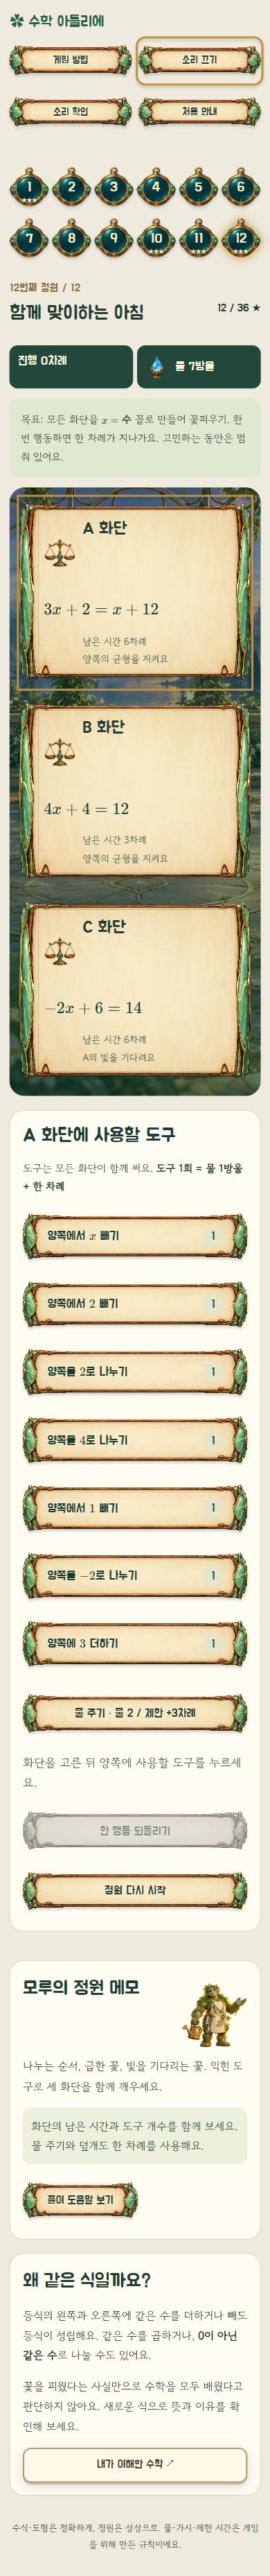 수학 아틀리에
게임 방법
소리 끄기
소리 확인
처음 안내
1 ★★★
2
3
4
5
6
7
8
9
10 ★★★
11 ★★★
12 ★★★
12번째 정원 / 12
함께 맞이하는 아침
12 / 36 ★
진행 0차례
물 7방울
목표: 모든 화단을 x = 수 꼴로 만들어 꽃피우기. 한
번 행동하면 한 차례가 지나가요. 고민하는 동안은 멈
춰 있어요.
A 화단
3x + 2 = x + 12
남은 시간 6차례
양쪽의 균형을 지켜요
B 화단
4x + 4 = 12
남은 시간 3차례
양쪽의 균형을 지켜요
C 화단
−2x + 6 = 14
남은 시간 6차례
A의 빛을 기다려요
A 화단에 사용할 도구
도구는 모든 화단이 함께 써요. 도구 1회 = 물 1방울
+ 한 차례
양쪽에서 x 빼기 1
양쪽에서 2 빼기 1
양쪽을 2로 나누기 1
양쪽을 4로 나누기 1
양쪽에서 1 빼기 1
양쪽을 −2로 나누기 1
양쪽에 3 더하기 1
물 주기 · 물 2 / 제한 +3차례
화단을 고른 뒤 양쪽에 사용할 도구를 누르세
요.
한 행동 되돌리기
정원 다시 시작
모루의 정원 메모
나누는 순서, 급한 꽃, 빛을 기다리는 꽃. 익힌 도
구로 세 화단을 함께 깨우세요.
화단의 남은 시간과 도구 개수를 함께 보세요.
물 주기와 덮개도 한 차례를 사용해요.
풀이 도움말 보기
왜 같은 식일까요?
등식의 왼쪽과 오른쪽에 같은 수를 더하거나 빼도
등식이 성립해요. 같은 수를 곱하거나, 0이 아닌
같은 수로 나눌 수도 있어요.
꽃을 피웠다는 사실만으로 수학을 모두 배웠다고
판단하지 않아요. 새로운 식으로 뜻과 이유를 확
인해 보세요.
내가 이해한 수학 ↗
수식·도형은 정확하게, 정원은 상상으로. 물·가시·제한 시간은 게임
을 위해 만든 규칙이에요.